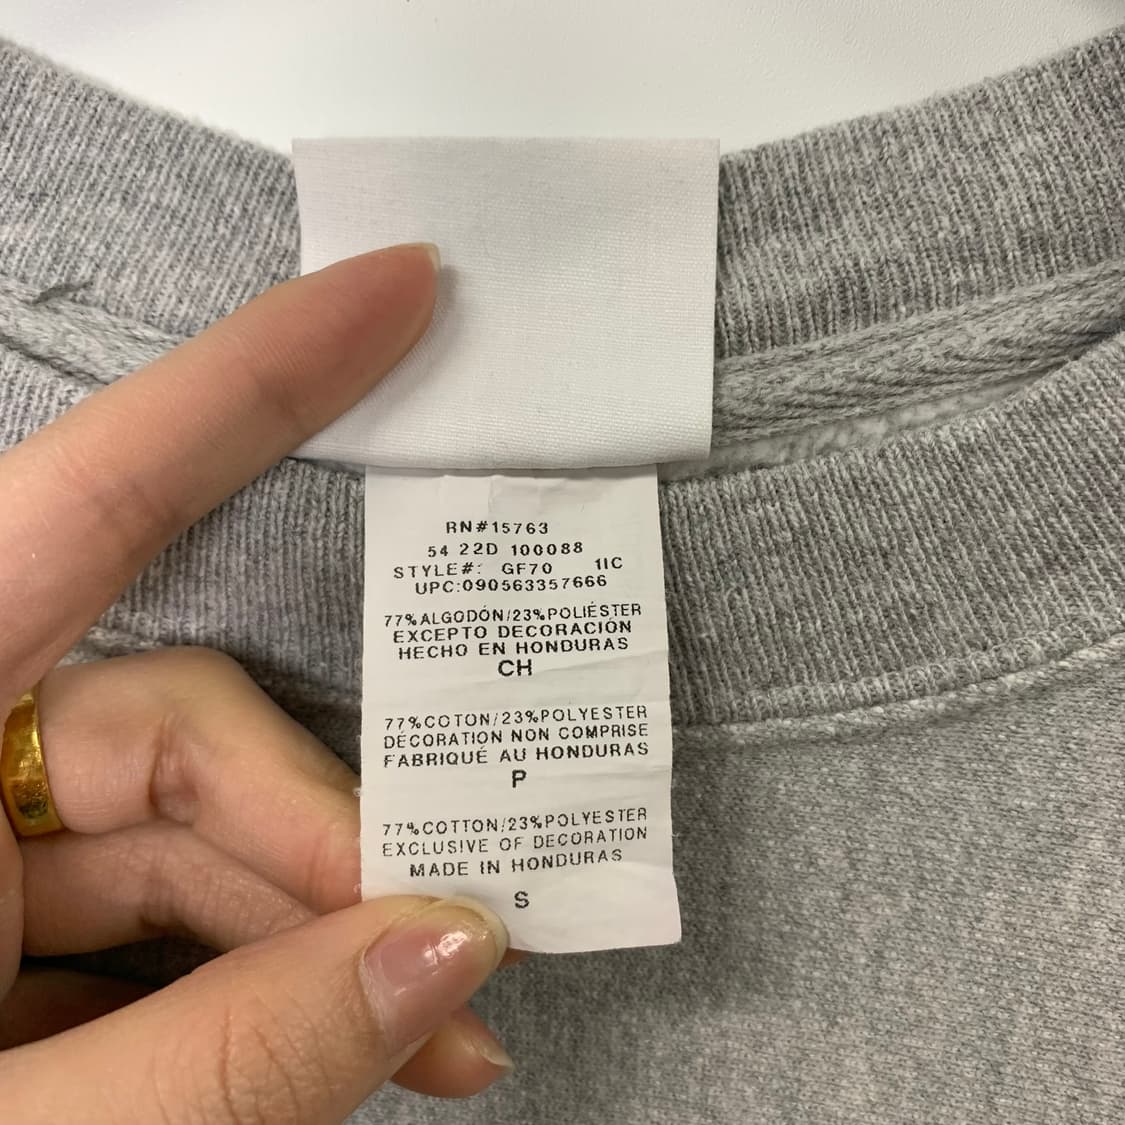 RN#15763
54 22D 100088
STYLE#: GF70 1IC
UPC:090563357666
77%ALGODÓN/23%POLIÉSTER
EXCEPTO DECORACIÓN
HECHO EN HONDURAS
CH
77%COTON/23%POLYESTER
DÉCORATION NON COMPRISE
FABRIQUÉ AU HONDURAS
P
77%COTTON/23%POLYESTER
EXCLUSIVE OF DECORATION
MADE IN HONDURAS
S